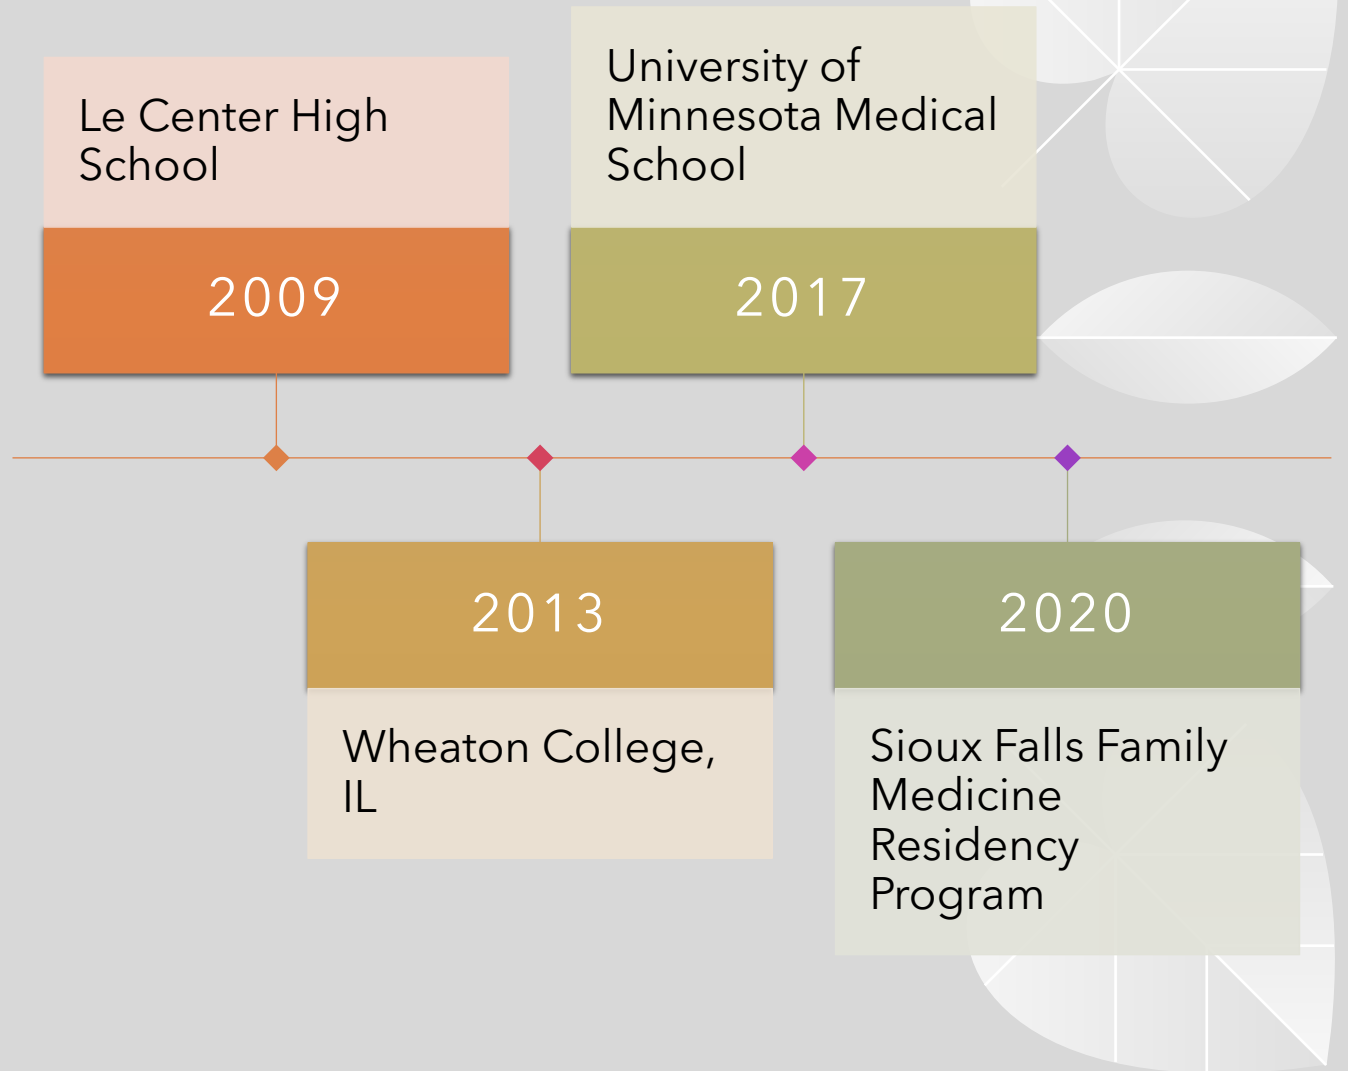 Le Center High
School
2009
2013
Wheaton College,
IL
University of
Minnesota Medical
School
2017
2020
Sioux Falls Family
Medicine
Residency
Program